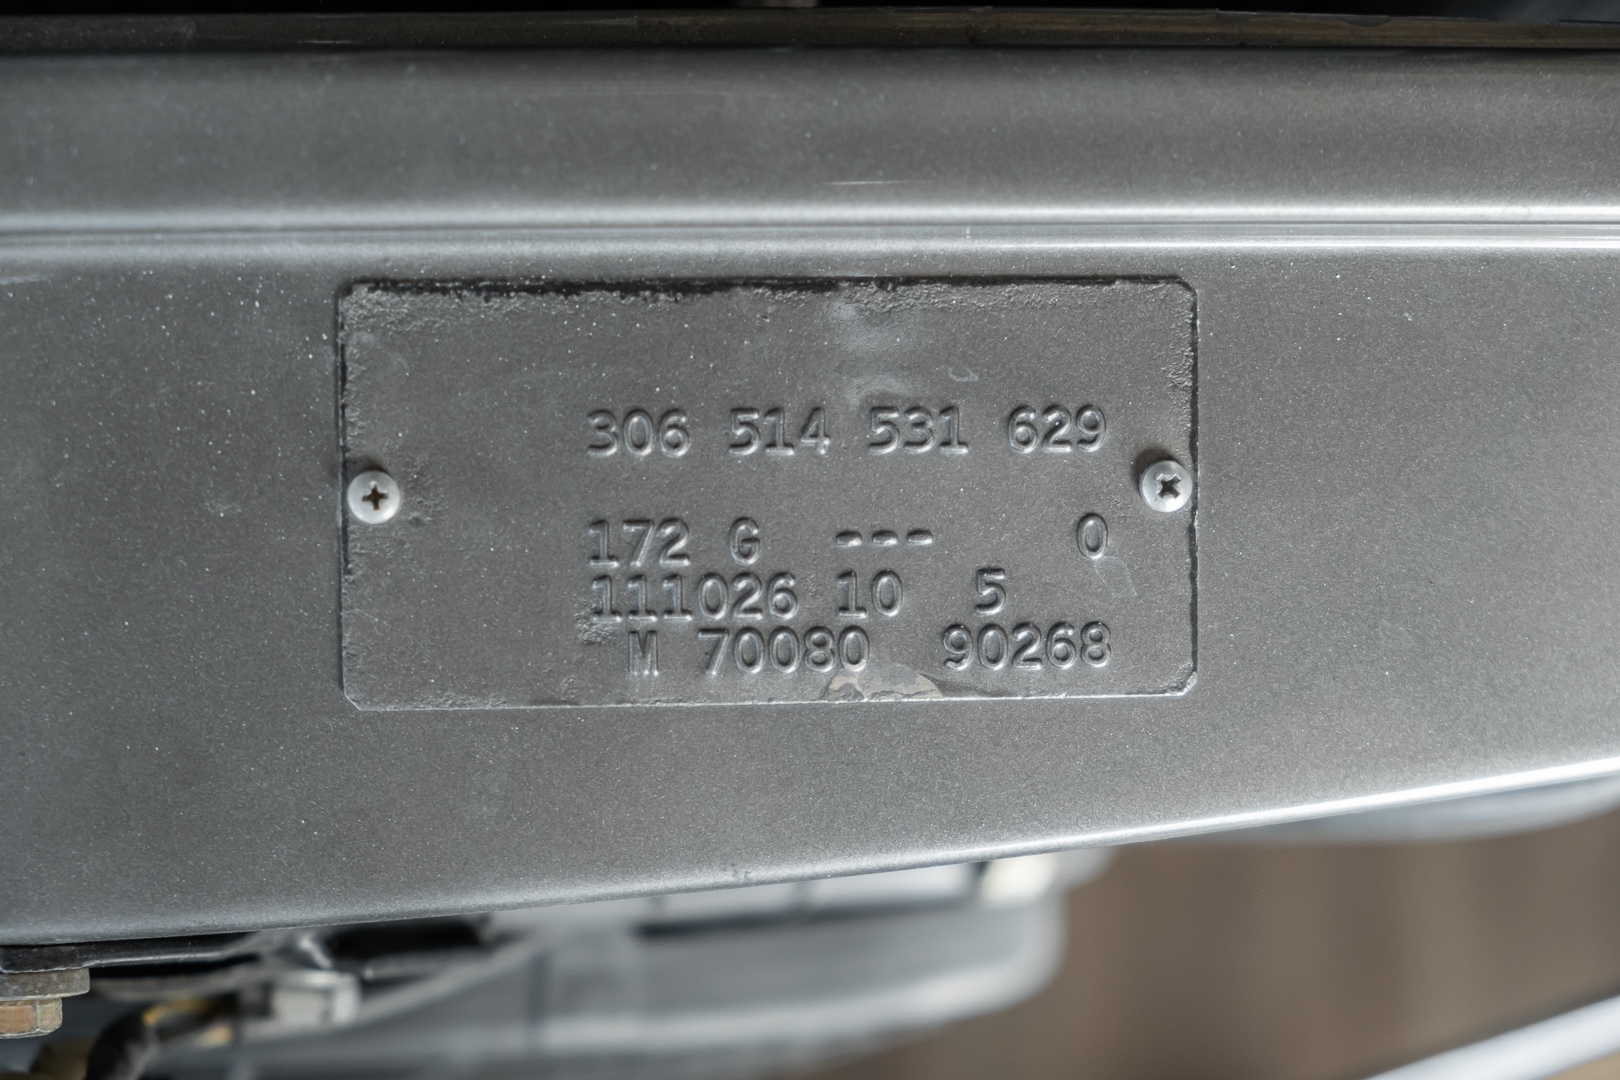 306 514 531 629
172 G --- 0
111026 10 5
M 70080 90268